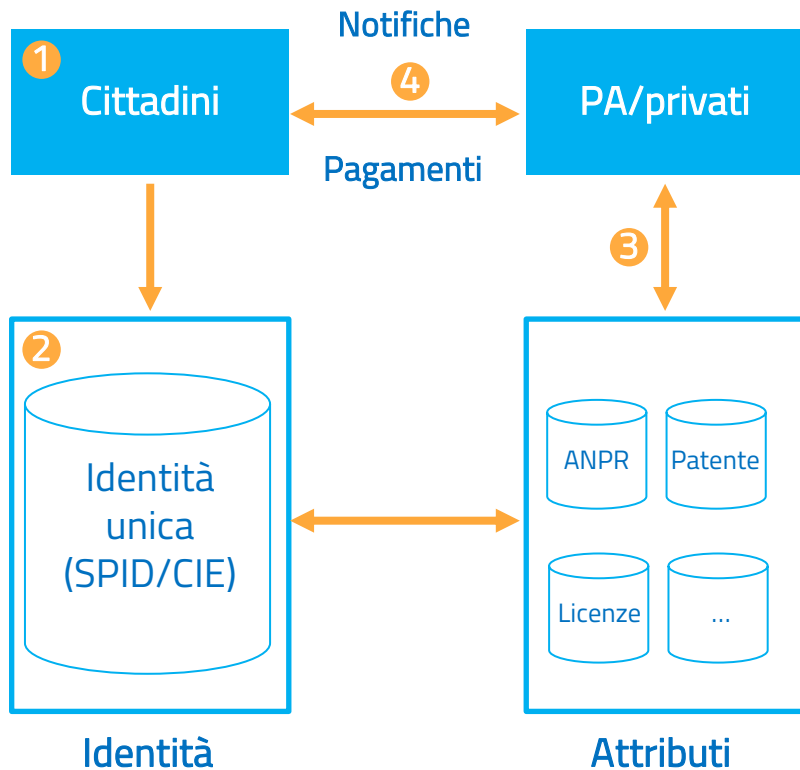 Notifiche
1
Cittadini
4
PA/privati
Pagamenti
3
2
Identità
unica
(SPID/CIE)
ANPR
Patente
Licenze
...
Identità
Attributi